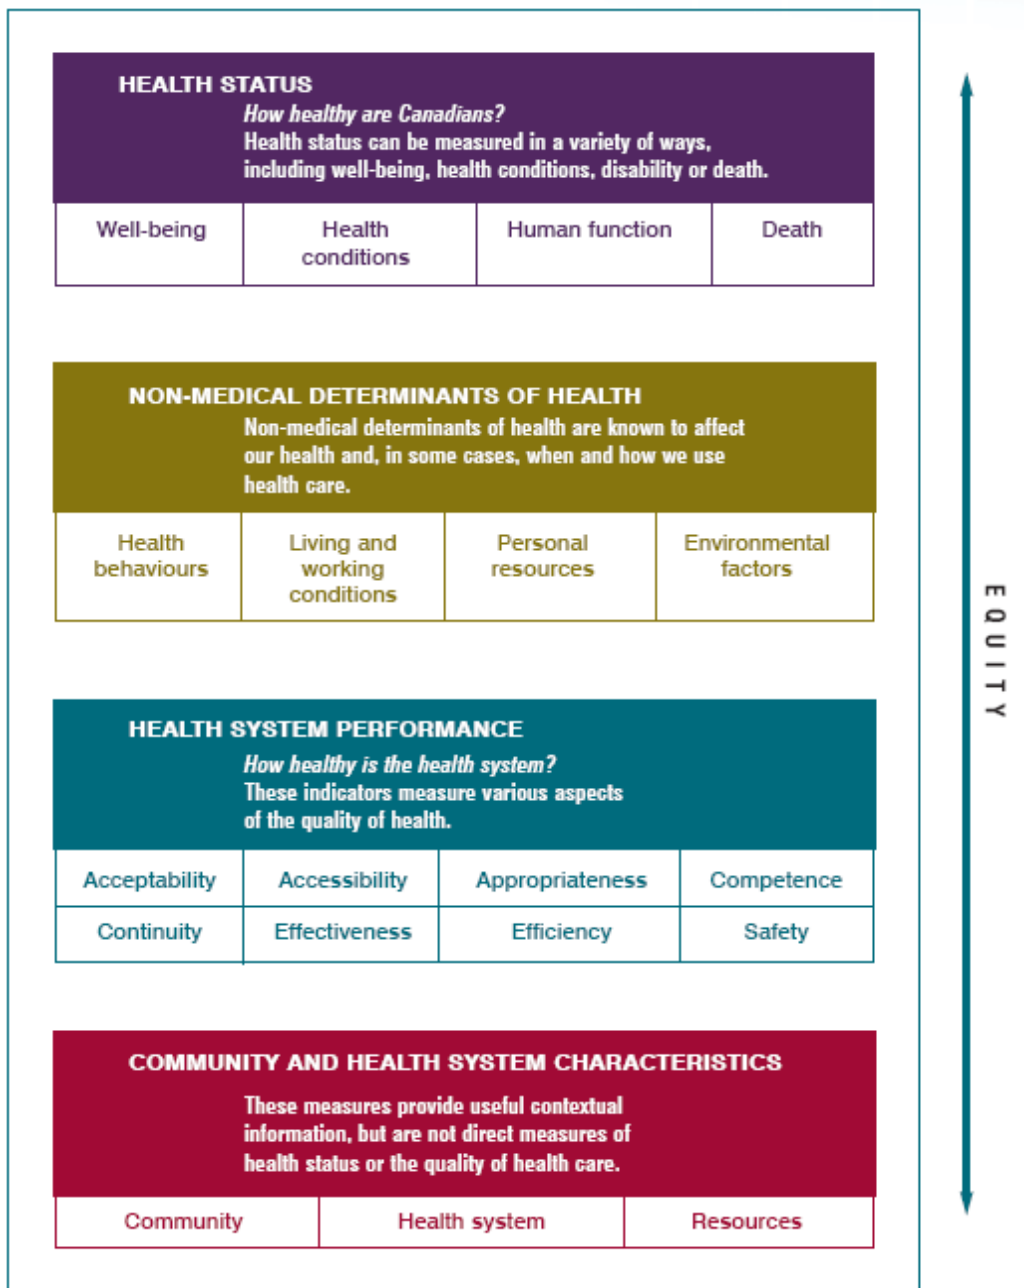 HEALTH STATUS
How healthy are Canadians?
Health status can be measured in a variety of ways,
including well-being, health conditions, disability or death.
Well-being
Health
conditions
Human function
Death
NON-MEDICAL DETERMINANTS OF HEALTH
Non-medical determinants of health are known to affect
our health and, in some cases, when and how we use
health care.
Health
behaviours
Living and
working
conditions
Personal
resources
Environmental
factors
HEALTH SYSTEM PERFORMANCE
How healthy is the health system?
These indicators measure various aspects
of the quality of health.
Acceptability
Accessibility
Appropriateness
Competence
Continuity
Effectiveness
Efficiency
Safety
COMMUNITY AND HEALTH SYSTEM CHARACTERISTICS
These measures provide useful contextual
information, but are not direct measures of
health status or the quality of health care.
Community
Health system
Resources
EQUITY